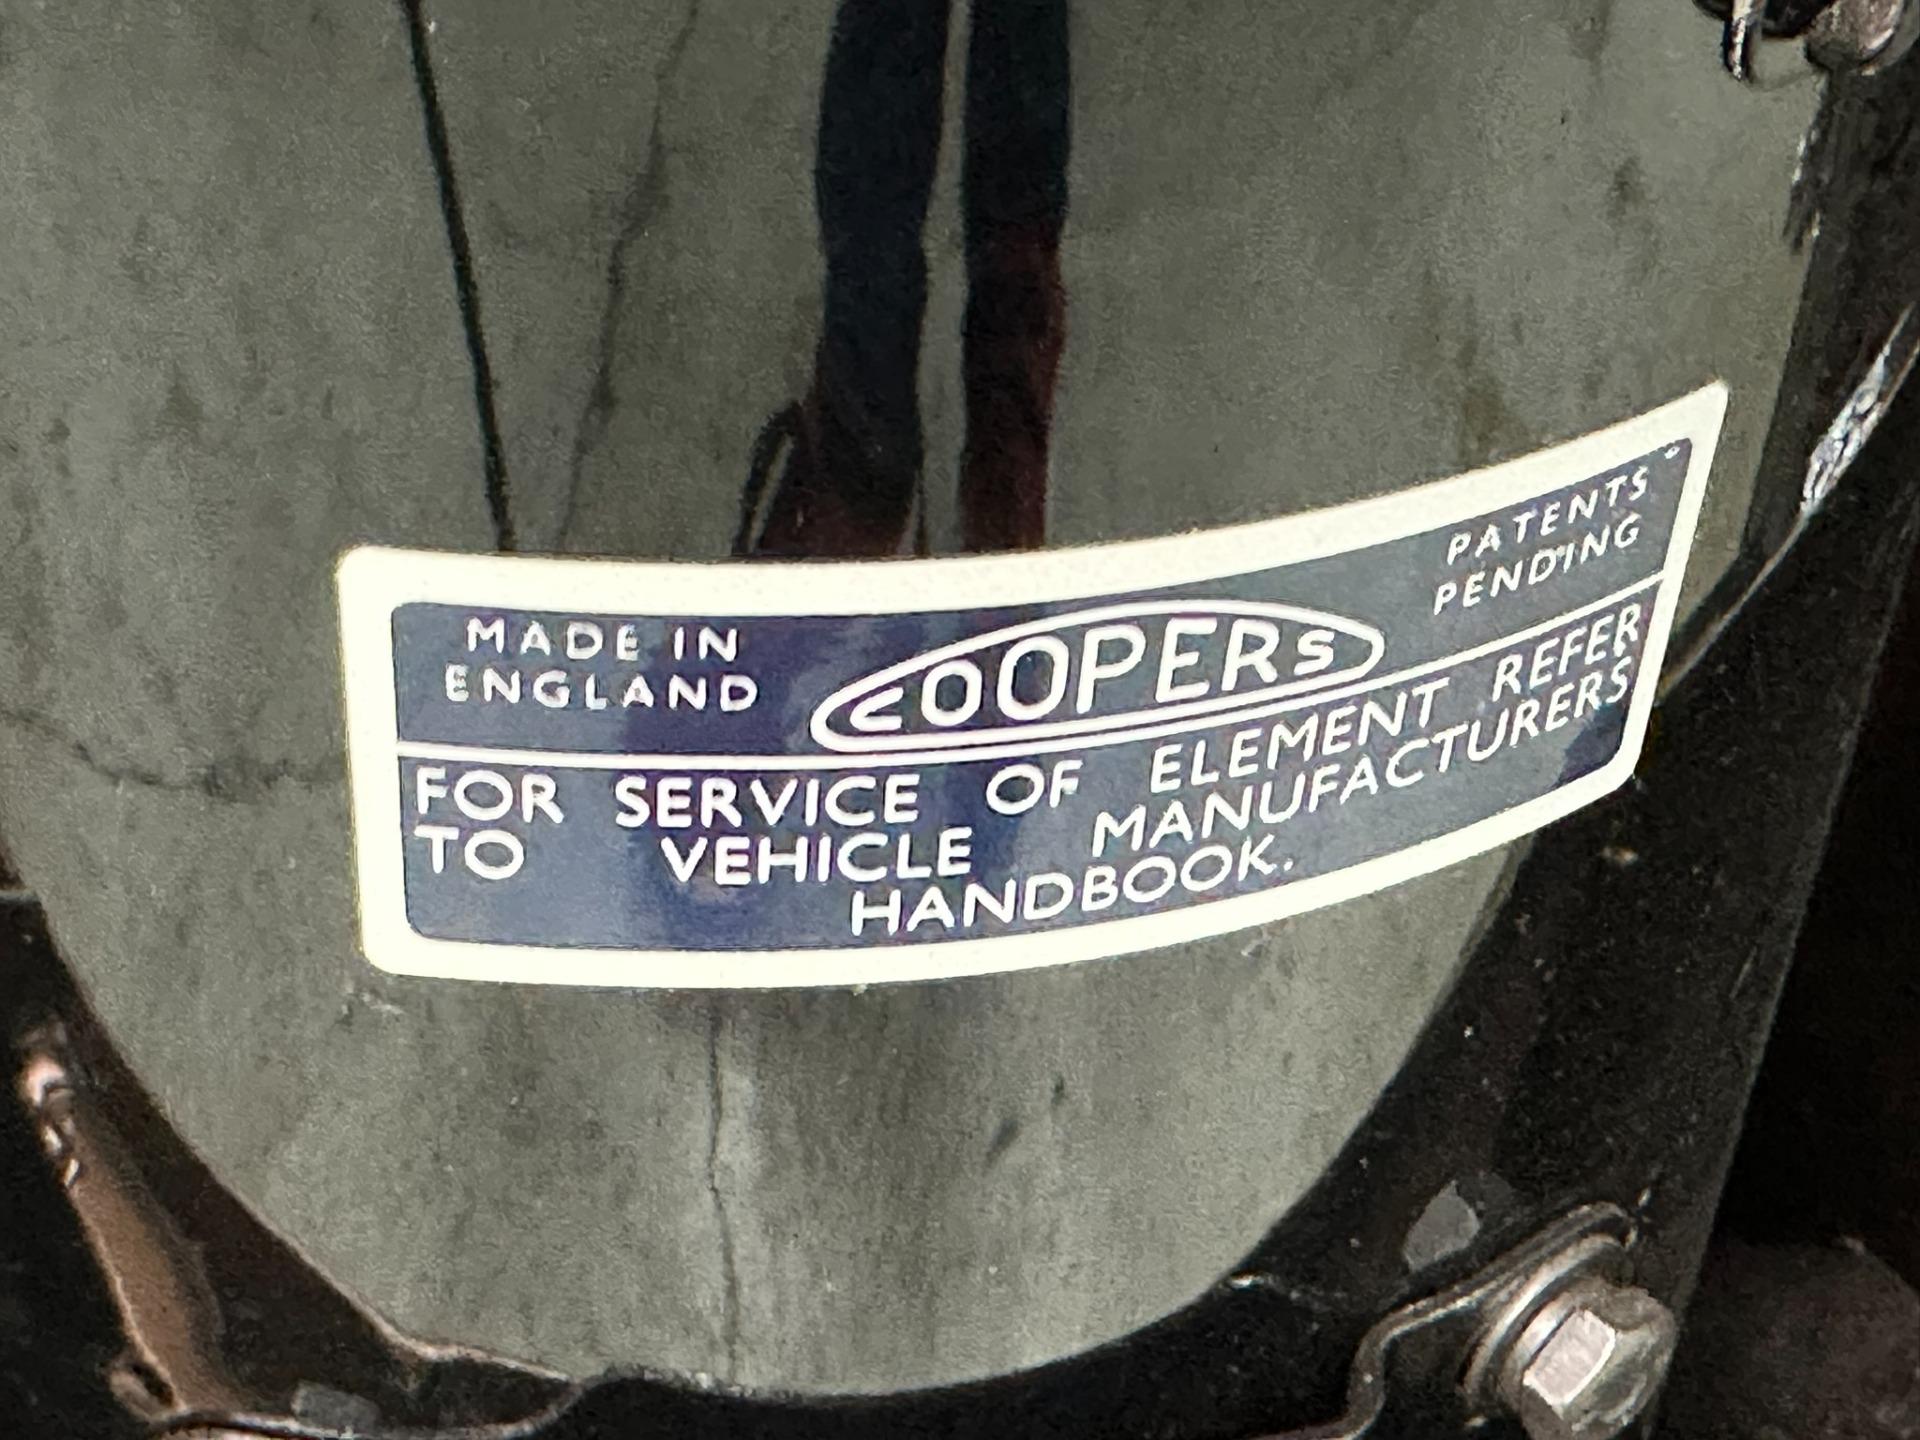 MADE IN
ENGLAND
COOPERS
PATENTS
PENDING
FOR SERVICE OF ELEMENT REFER
TO VEHICLE MANUFACTURERS
HANDBOOK.